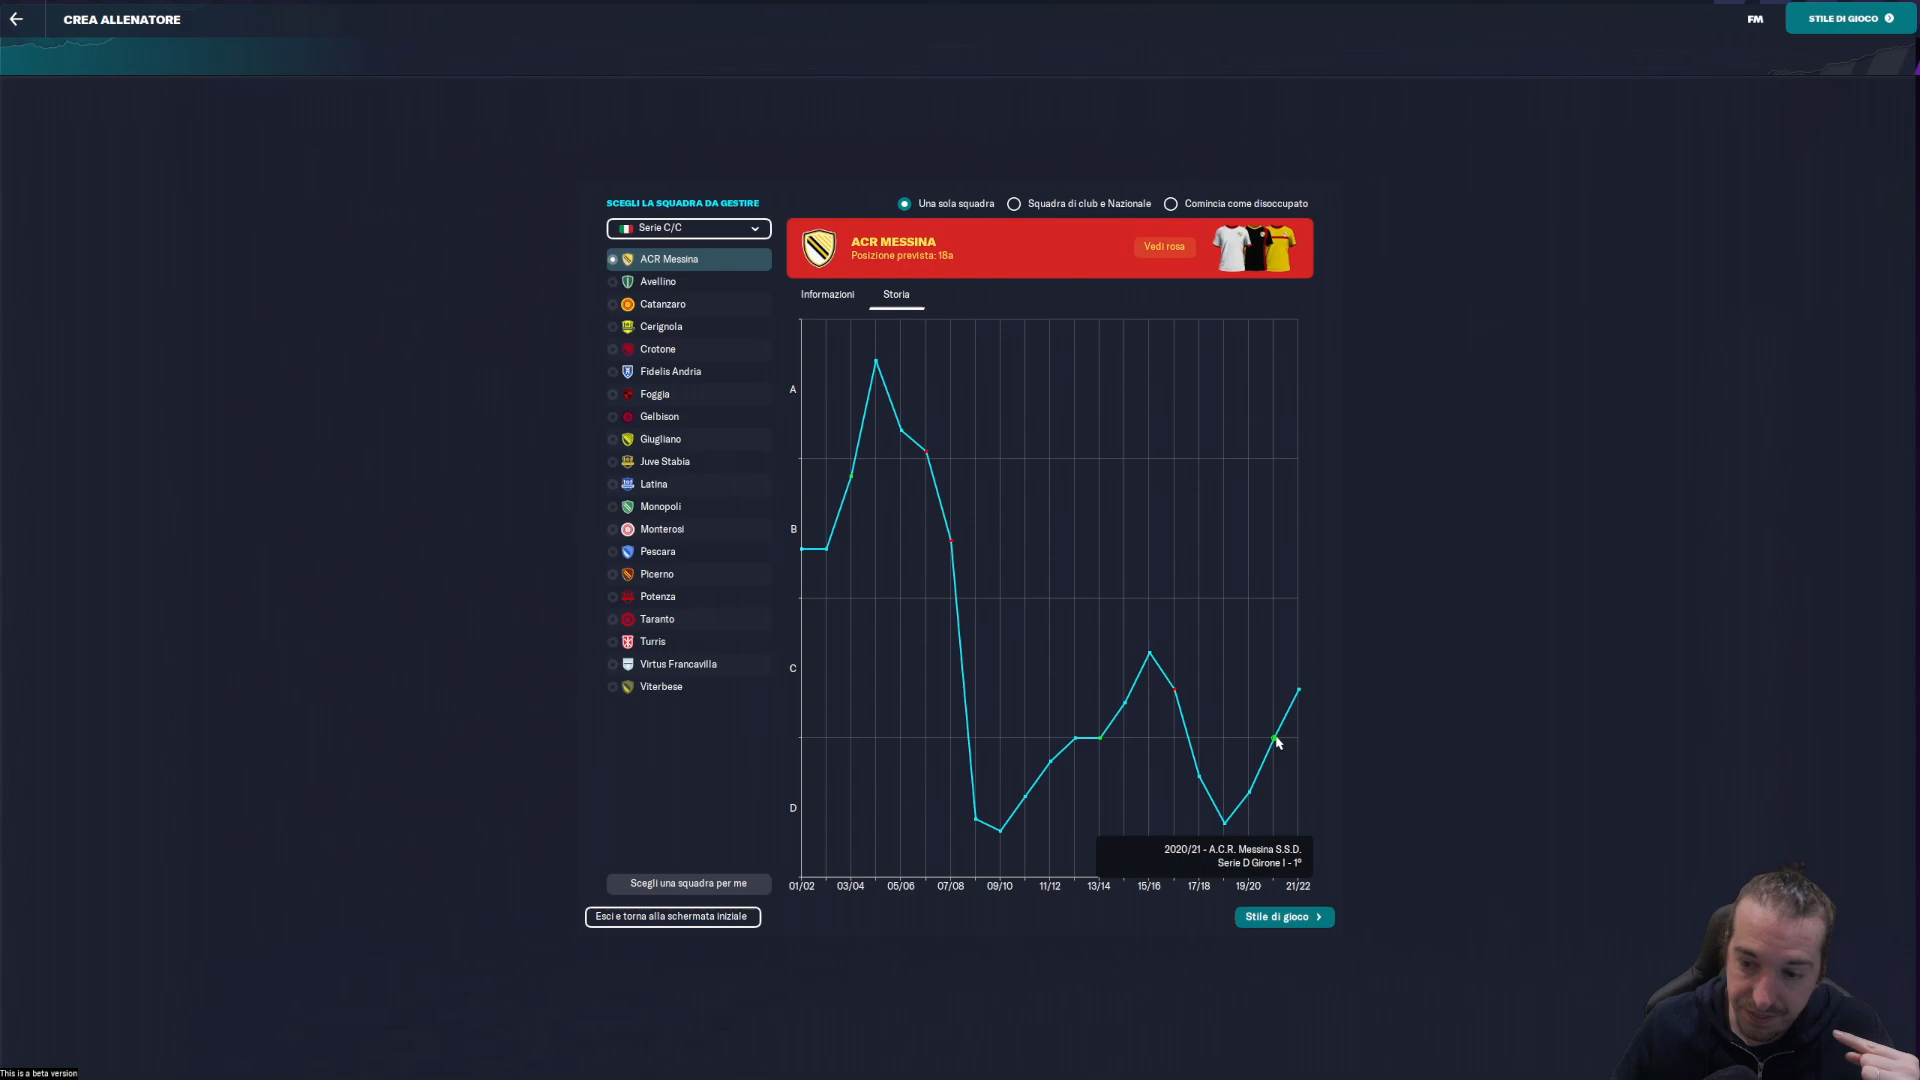 CREA ALLENATORE
FM
STILE DI GIOCO
SCEGLI LA SQUADRA DA GESTIRE
Una sola squadra
Squadra di club e Nazionale
Comincia come disoccupato
Serie C/C
ACR MESSINA
Posizione prevista: 18a
Vedi rosa
ACR Messina
Avellino
Catanzaro
Cerignola
Crotone
Fidelis Andria
Foggia
Gelbison
Giugliano
Juve Stabia
Latina
Monopoli
Monterosi
Pescara
Picerno
Potenza
Taranto
Turris
Virtus Francavilla
Viterbese
Informazioni
Storia
A
B
C
D
2020/21 - A.C.R. Messina S.S.D.
Serie D Girone I - 1º
01/02 03/04 05/06 07/08 09/10 11/12 13/14 15/16 17/18 19/20 21/22
Scegli una squadra per me
Esci e torna alla schermata iniziale
Stile di gioco
This is a beta version